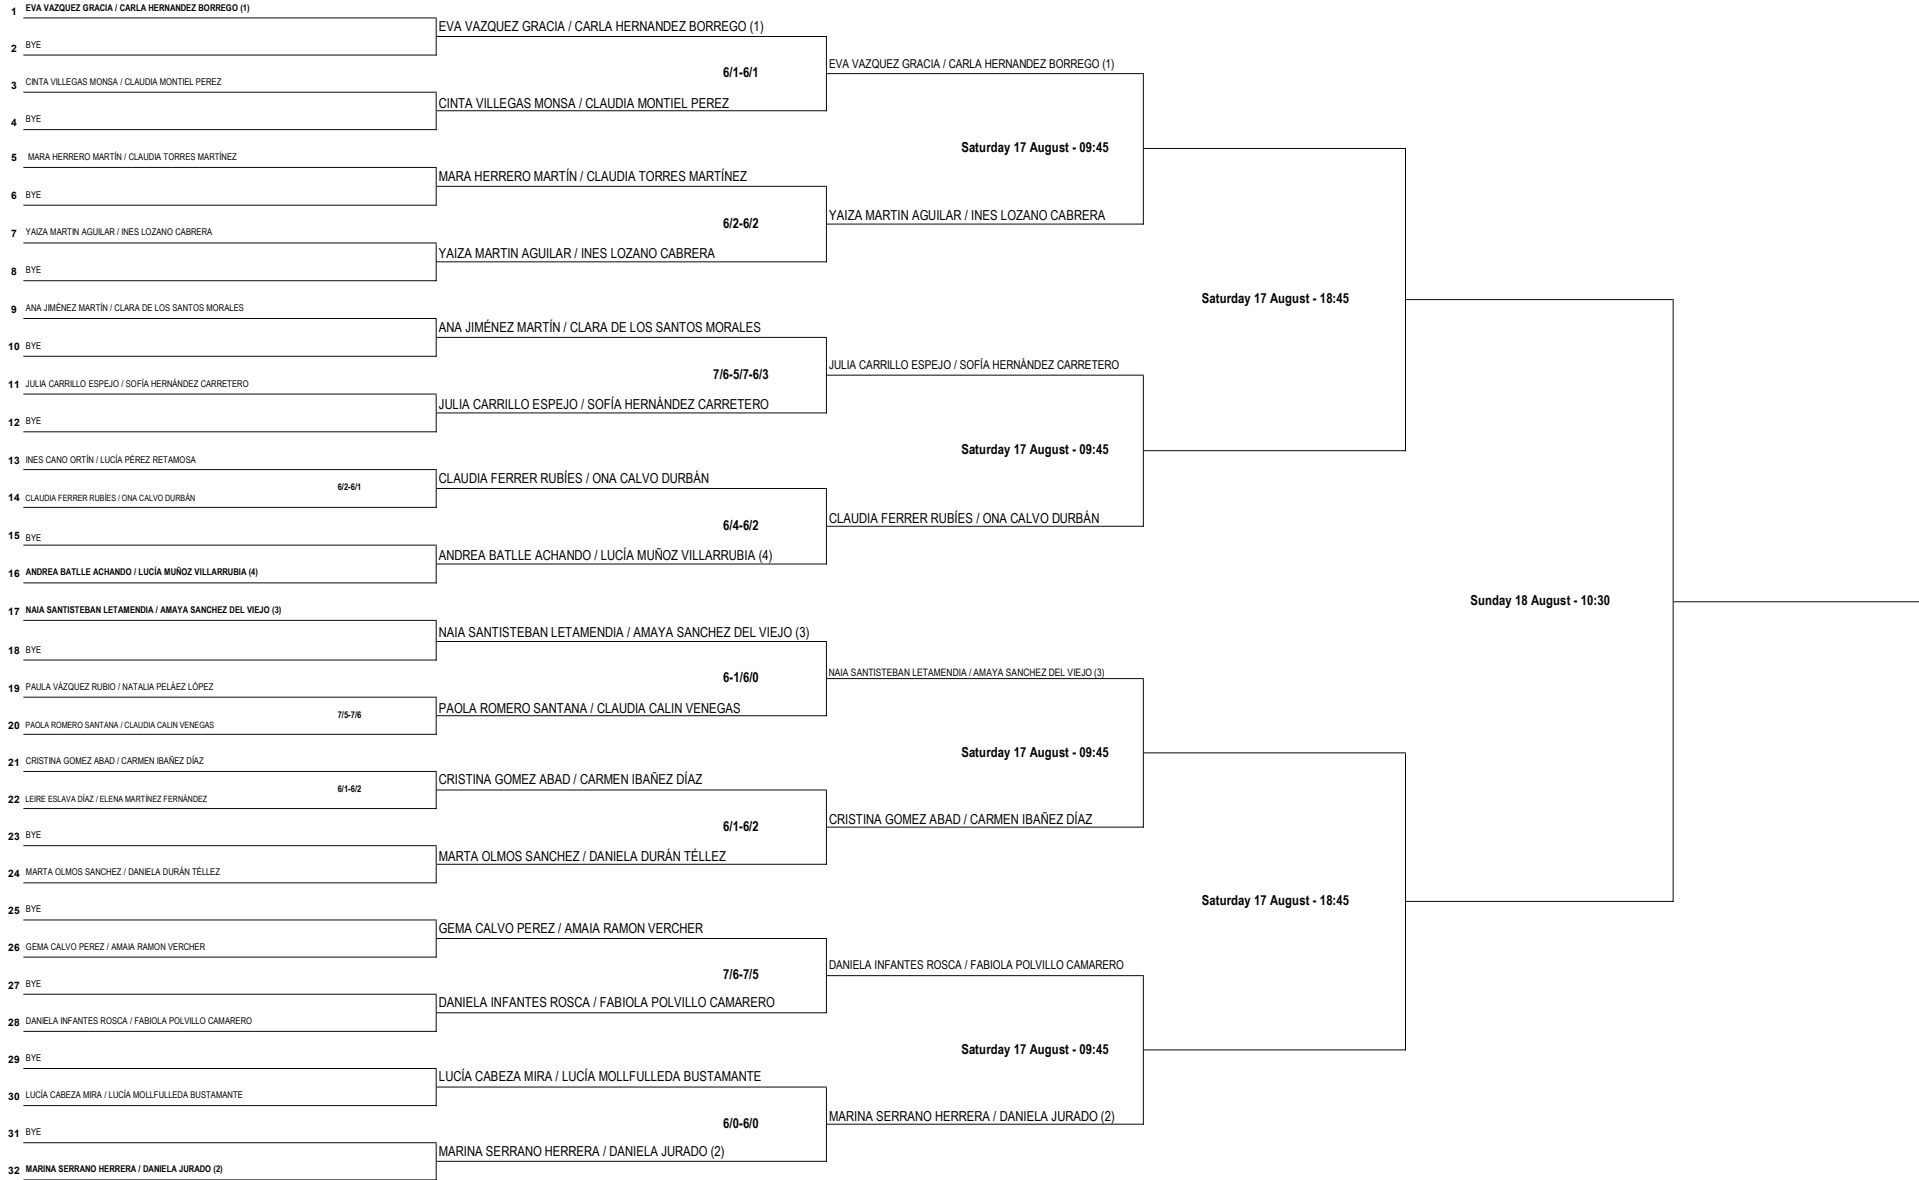 1 EVA VAZQUEZ GRACIA / CARLA HERNANDEZ BORREGO (1)
2 BYE
3 CINTA VILLEGAS MONSA / CLAUDIA MONTIEL PEREZ
4 BYE
5 MARA HERRERO MARTÍN / CLAUDIA TORRES MARTÍNEZ
6 BYE
7 YAIZA MARTIN AGUILAR / INES LOZANO CABRERA
8 BYE
9 ANA JIMÉNEZ MARTÍN / CLARA DE LOS SANTOS MORALES
10 BYE
11 JULIA CARRILLO ESPEJO / SOFÍA HERNÁNDEZ CARRETERO
12 BYE
13 INES CANO ORTÍN / LUCÍA PÉREZ RETAMOSA
6/2-6/1
14 CLAUDIA FERRER RUBÍES / ONA CALVO DURBÁN
15 BYE
16 ANDREA BATLLE ACHANDO / LUCÍA MUÑOZ VILLARRUBIA (4)
17 NAIA SANTISTEBAN LETAMENDIA / AMAYA SANCHEZ DEL VIEJO (3)
18 BYE
19 PAULA VÁZQUEZ RUBIO / NATALIA PELÁEZ LÓPEZ
7/5-7/6
20 PAOLA ROMERO SANTANA / CLAUDIA CALIN VENEGAS
21 CRISTINA GOMEZ ABAD / CARMEN IBAÑEZ DÍAZ
6/1-6/2
22 LEIRE ESLAVA DÍAZ / ELENA MARTÍNEZ FERNÁNDEZ
23 BYE
24 MARTA OLMOS SANCHEZ / DANIELA DURÁN TÉLLEZ
25 BYE
26 GEMA CALVO PEREZ / AMAIA RAMON VERCHER
27 BYE
28 DANIELA INFANTES ROSCA / FABIOLA POLVILLO CAMARERO
29 BYE
30 LUCÍA CABEZA MIRA / LUCÍA MOLLFULLEDA BUSTAMANTE
31 BYE
32 MARINA SERRANO HERRERA / DANIELA JURADO (2)
EVA VAZQUEZ GRACIA / CARLA HERNANDEZ BORREGO (1)
6/1-6/1
CINTA VILLEGAS MONSA / CLAUDIA MONTIEL PEREZ
MARA HERRERO MARTÍN / CLAUDIA TORRES MARTÍNEZ
6/2-6/2
YAIZA MARTIN AGUILAR / INES LOZANO CABRERA
ANA JIMÉNEZ MARTÍN / CLARA DE LOS SANTOS MORALES
7/6-5/7-6/3
JULIA CARRILLO ESPEJO / SOFÍA HERNÁNDEZ CARRETERO
CLAUDIA FERRER RUBÍES / ONA CALVO DURBÁN
6/4-6/2
ANDREA BATLLE ACHANDO / LUCÍA MUÑOZ VILLARRUBIA (4)
NAIA SANTISTEBAN LETAMENDIA / AMAYA SANCHEZ DEL VIEJO (3)
6-1/6/0
PAOLA ROMERO SANTANA / CLAUDIA CALIN VENEGAS
CRISTINA GOMEZ ABAD / CARMEN IBAÑEZ DÍAZ
6/1-6/2
MARTA OLMOS SANCHEZ / DANIELA DURÁN TÉLLEZ
GEMA CALVO PEREZ / AMAIA RAMON VERCHER
7/6-7/5
DANIELA INFANTES ROSCA / FABIOLA POLVILLO CAMARERO
LUCÍA CABEZA MIRA / LUCÍA MOLLFULLEDA BUSTAMANTE
6/0-6/0
MARINA SERRANO HERRERA / DANIELA JURADO (2)
EVA VAZQUEZ GRACIA / CARLA HERNANDEZ BORREGO (1)
Saturday 17 August - 09:45
YAIZA MARTIN AGUILAR / INES LOZANO CABRERA
JULIA CARRILLO ESPEJO / SOFÍA HERNÁNDEZ CARRETERO
Saturday 17 August - 09:45
CLAUDIA FERRER RUBÍES / ONA CALVO DURBÁN
NAIA SANTISTEBAN LETAMENDIA / AMAYA SANCHEZ DEL VIEJO (3)
Saturday 17 August - 09:45
CRISTINA GOMEZ ABAD / CARMEN IBAÑEZ DÍAZ
DANIELA INFANTES ROSCA / FABIOLA POLVILLO CAMARERO
Saturday 17 August - 09:45
MARINA SERRANO HERRERA / DANIELA JURADO (2)
Saturday 17 August - 18:45
Saturday 17 August - 18:45
Sunday 18 August - 10:30